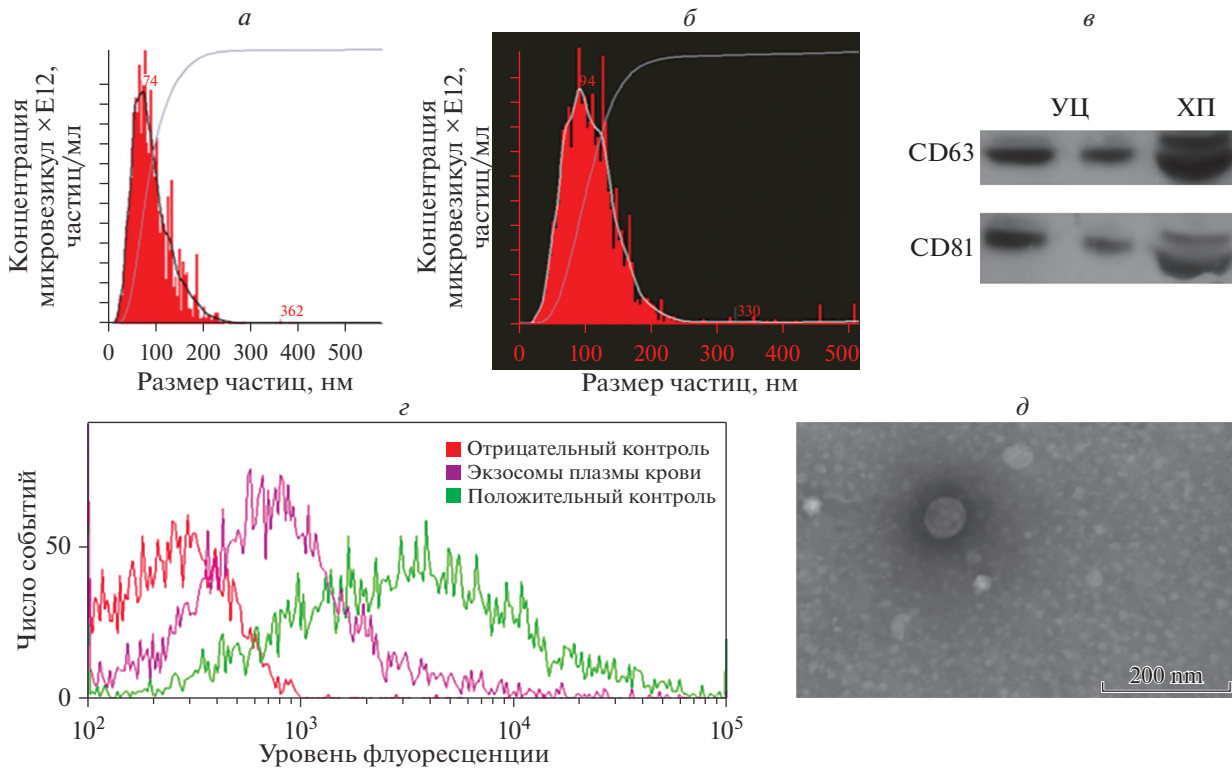 а
Концентрация
микровезикул ×E12,
частиц/мл
74
362
0 100 200 300 400 500
Размер частиц, нм
б
Концентрация
микровезикул ×E12,
частиц/мл
94
330
0 100 200 300 400 500
Размер частиц, нм
в
УЦ ХП
CD63
CD81
г
Число событий
50
0
Отрицательный контроль
Экзосомы плазмы крови
Положительный контроль
10² 10³ 10⁴ 10⁵
Уровень флуоресценции
д
200 nm